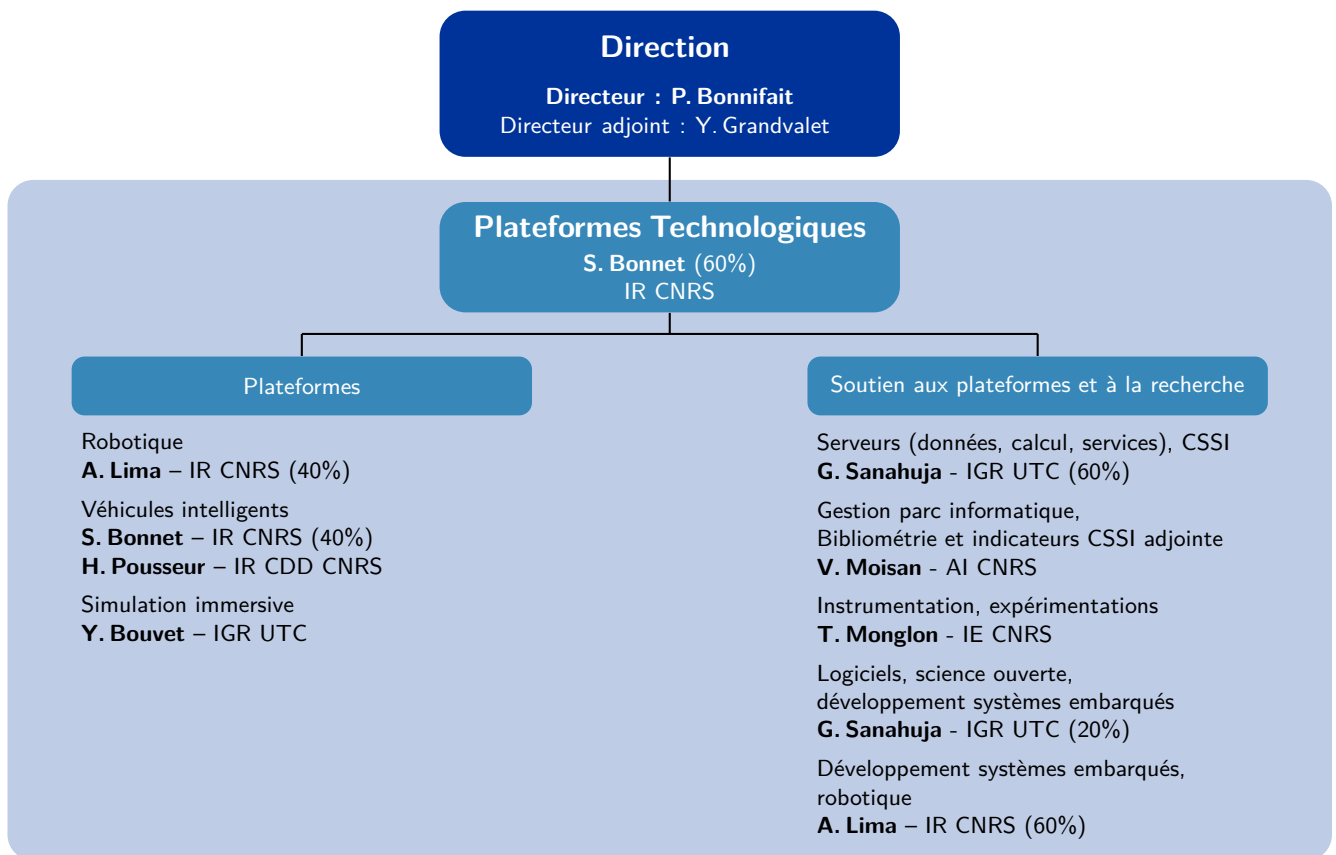 Direction
Directeur : P. Bonnifait
Directeur adjoint : Y. Grandvalet
Plateformes Technologiques
S. Bonnet (60%)
IR CNRS
Plateformes
Robotique
A. Lima – IR CNRS (40%)
Véhicules intelligents
S. Bonnet – IR CNRS (40%)
H. Pousseur – IR CDD CNRS
Simulation immersive
Y. Bouvet – IGR UTC
Soutien aux plateformes et à la recherche
Serveurs (données, calcul, services), CSSI
G. Sanahuja - IGR UTC (60%)
Gestion parc informatique,
Bibliométrie et indicateurs CSSI adjointe
V. Moisan - AI CNRS
Instrumentation, expérimentations
T. Monglon - IE CNRS
Logiciels, science ouverte,
développement systèmes embarqués
G. Sanahuja - IGR UTC (20%)
Développement systèmes embarqués,
robotique
A. Lima – IR CNRS (60%)